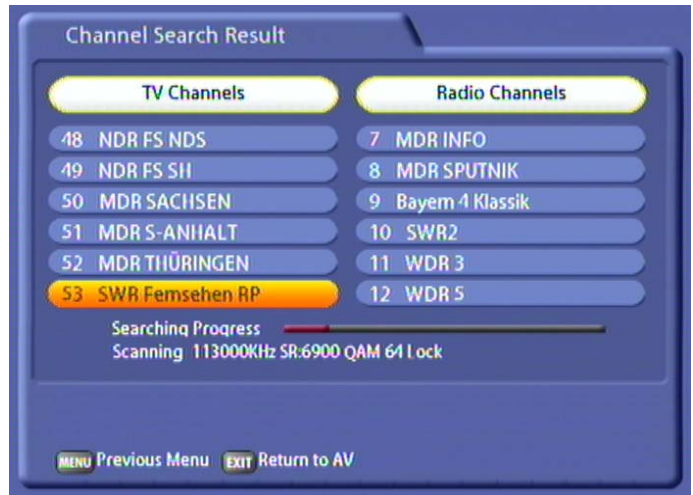 Channel Search Result
TV Channels
48 NDR FS NDS
49 NDR FS SH
50 MDR SACHSEN
51 MDR S-ANHALT
52 MDR THÜRINGEN
53 SWR Fernsehen RP
Radio Channels
7 MDR INFO
8 MDR SPUTNIK
9 Bayern 4 Klassik
10 SWR2
11 WDR 3
12 WDR 5
Searching Progress
Scanning 113000KHz SR:6900 QAM 64 Lock
MENU Previous Menu EXIT Return to AV